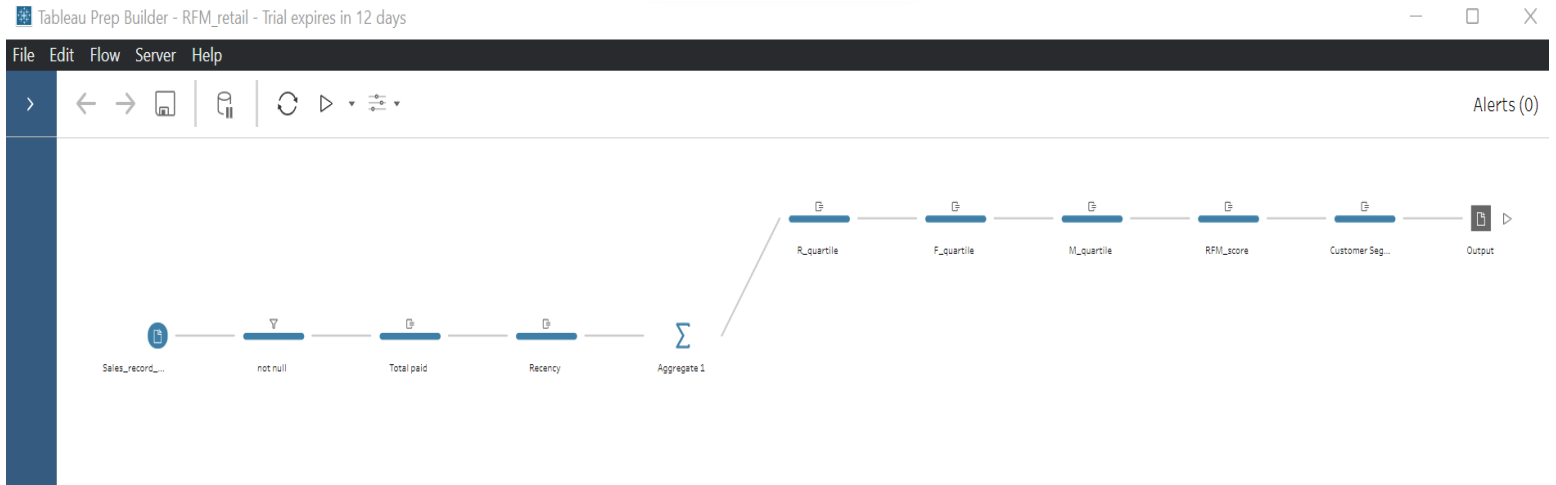 Tableau Prep Builder - RFM_retail - Trial expires in 12 days
File Edit Flow Server Help
Alerts (0)
R_quartile F_quartile M_quartile RFM_score Customer Seg... Output
Sales_record_... not null Total paid Recency Aggregate 1